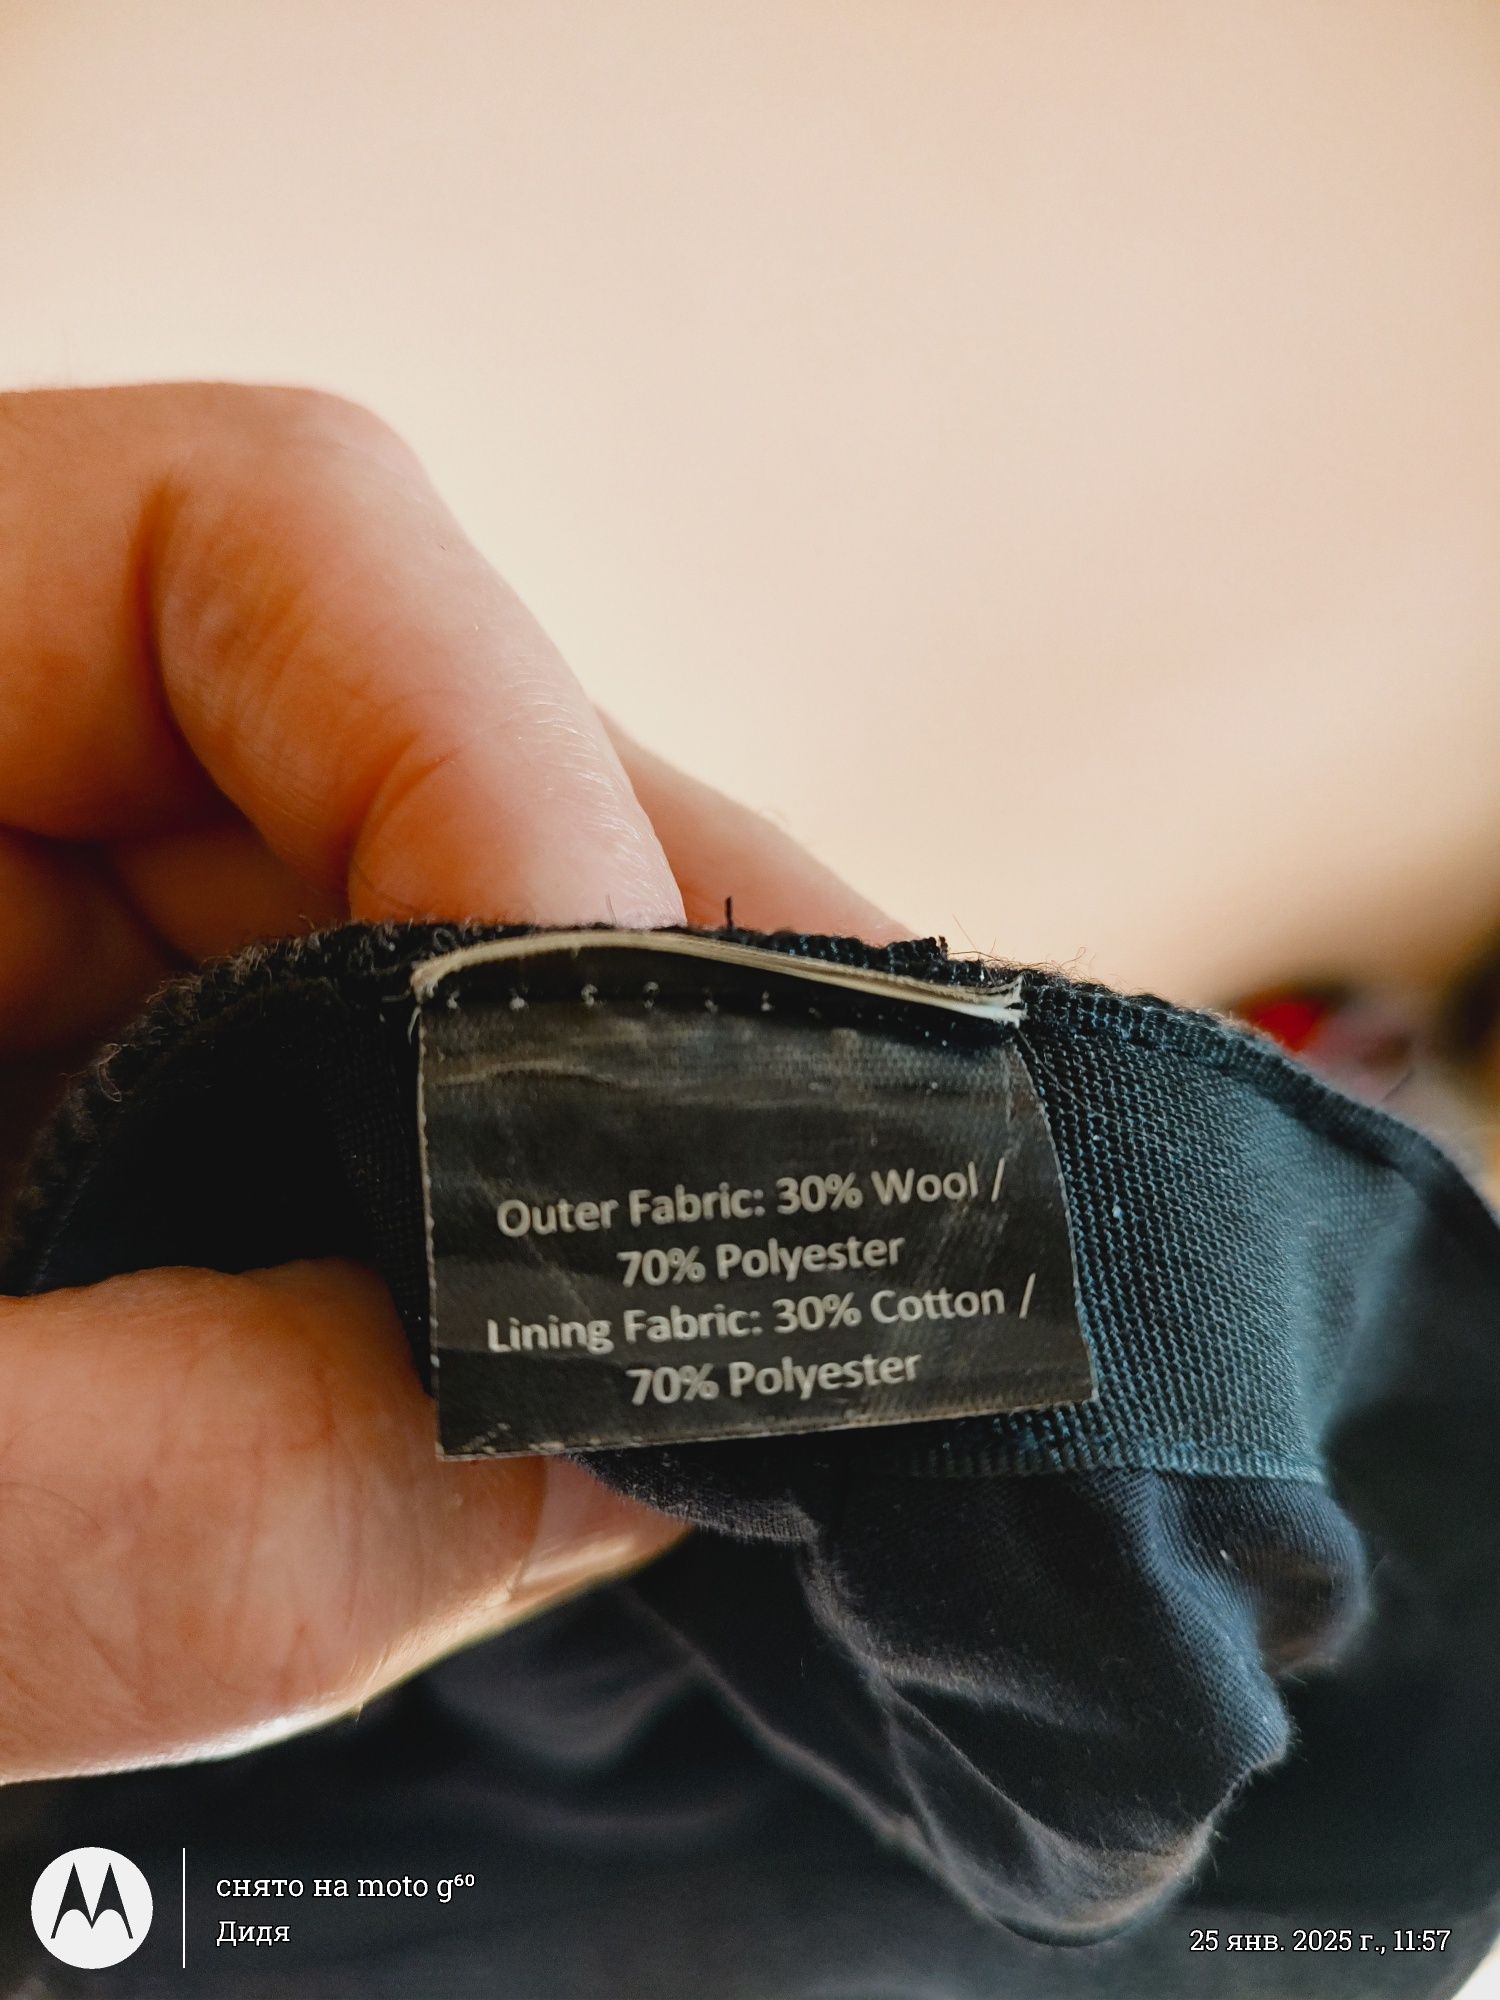 Outer Fabric: 30% Wool /
70% Polyester
Lining Fabric: 30% Cotton /
70% Polyester
снято на moto g⁶⁰
Дидя
25 янв. 2025 г., 11:57